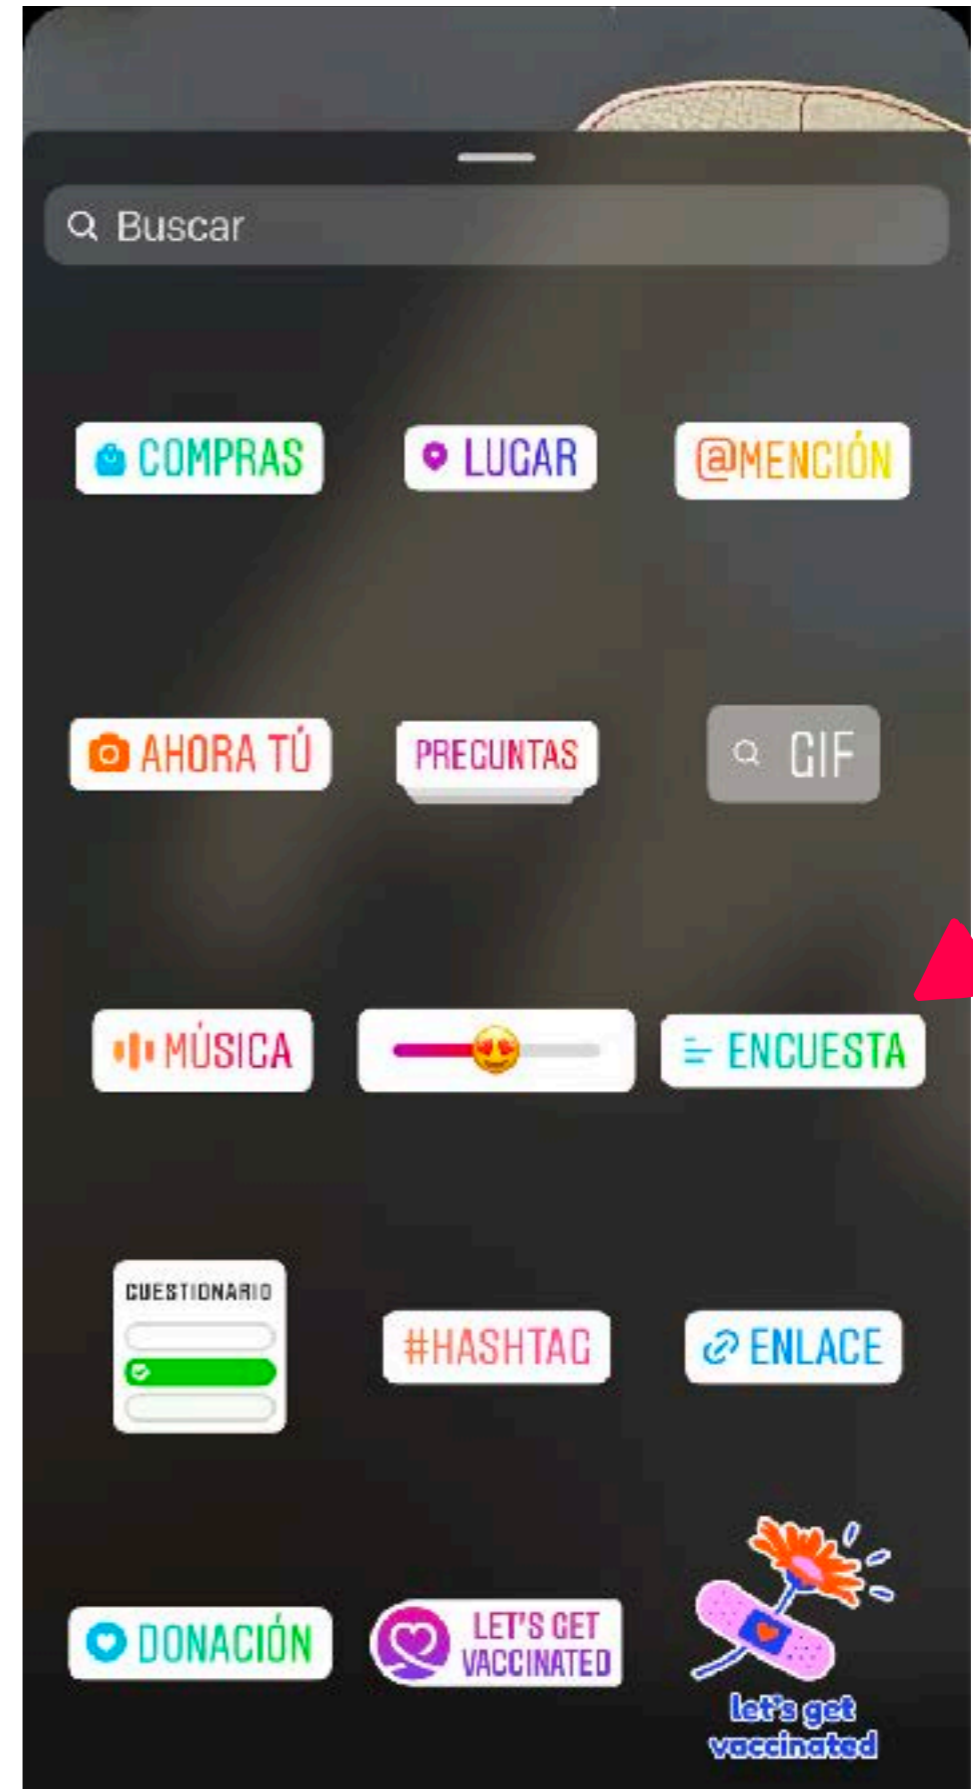 Buscar
COMPRAS
LUGAR
@MENCIÓN
AHORA TÚ
PREGUNTAS
GIF
MÚSICA
ENCUESTA
CUESTIONARIO
#HASHTAG
ENLACE
DONACIÓN
LET'S GET
VACCINATED
let's get
vaccinated